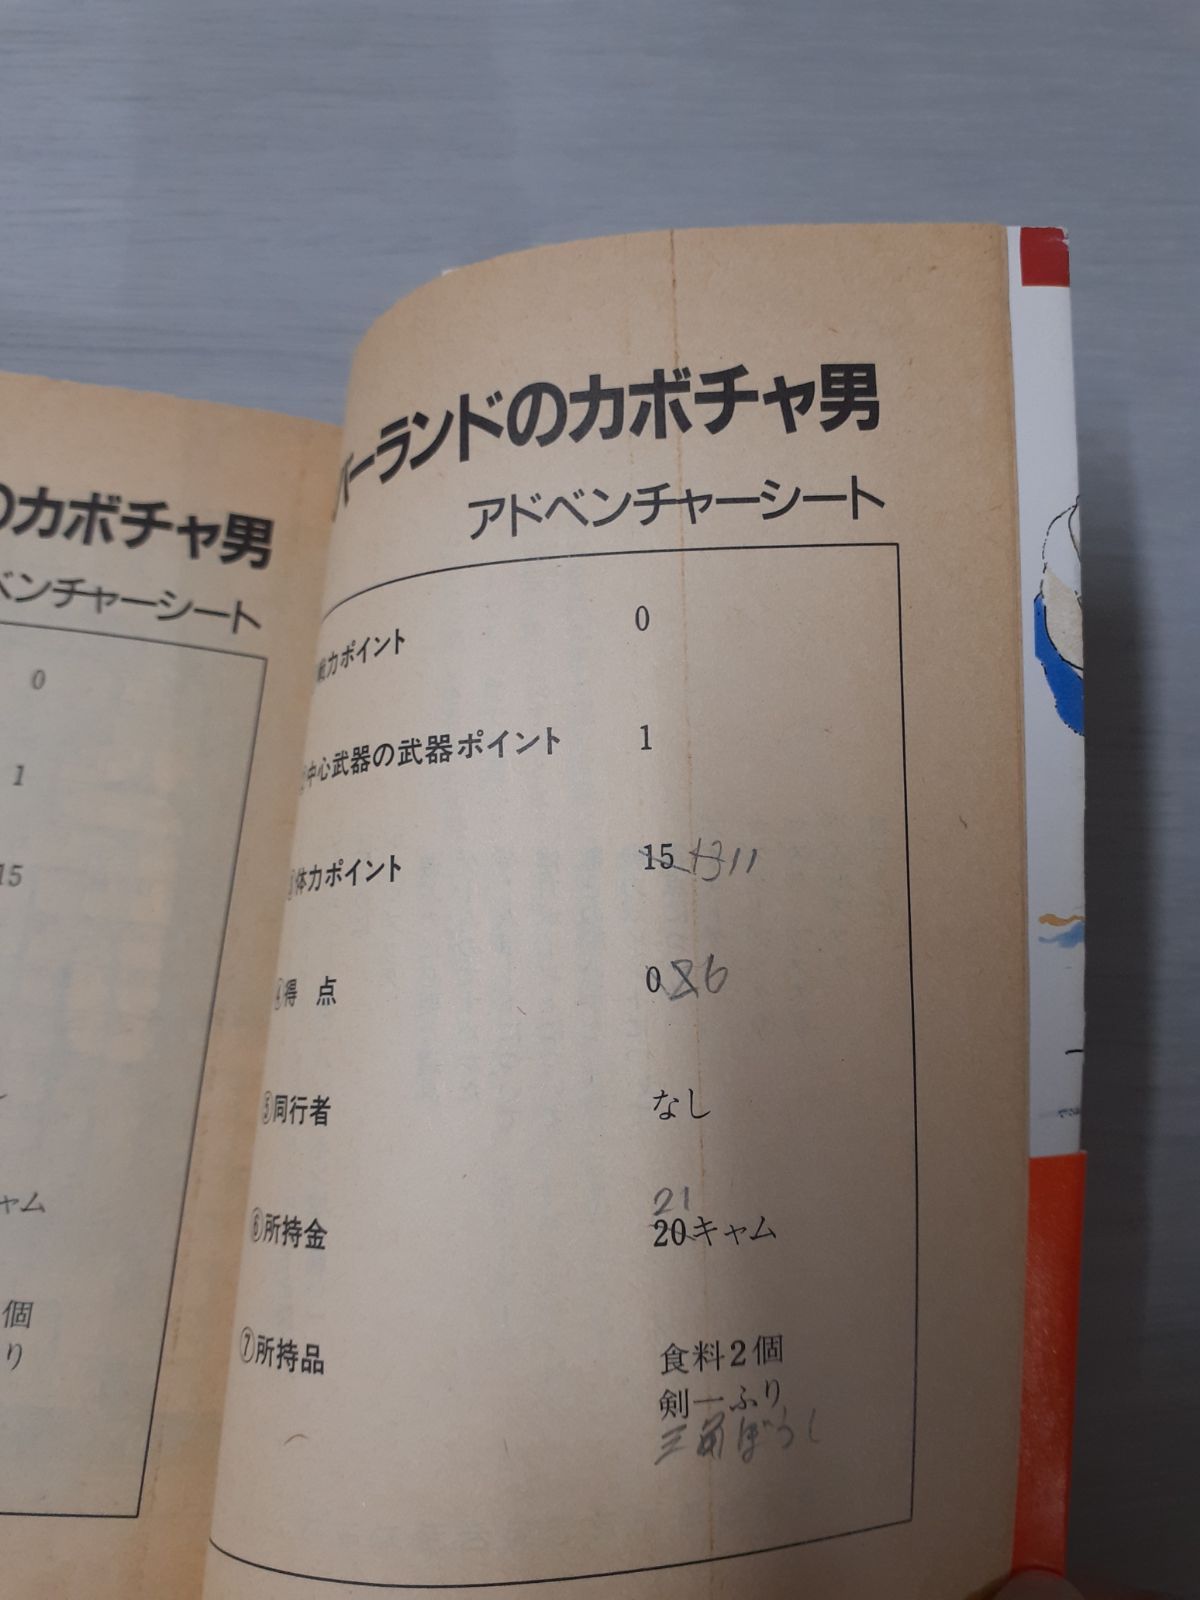 のカボチャ男
ベンチャーシート
0
1
15
キャム
個
り
イーランドのカボチャ男
アドベンチャーシート
戦力ポイント 0
中心武器の武器ポイント 1
体力ポイント 15 13 11
④得 点 0 8 6
⑤同行者 なし
21
⑥所持金 20キャム
⑦所持品 食料2個
剣一ふり
三角ぼうし